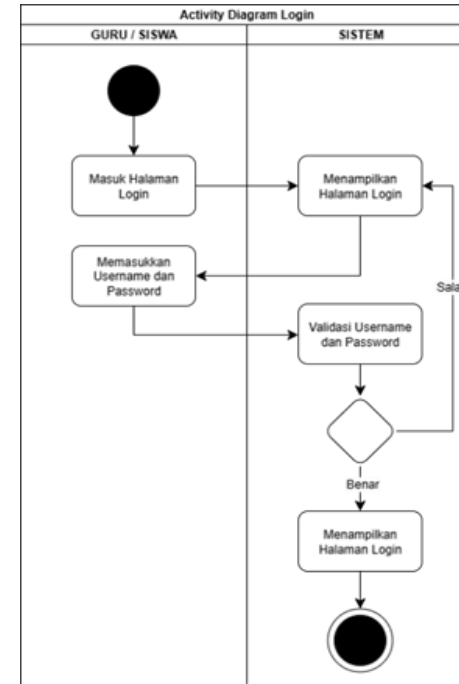 Activity Diagram Login
GURU / SISWA
SISTEM
Masuk Halaman
Login
Menampilkan
Halaman Login
Memasukkan
Username dan
Password
Sala
Validasi Username
dan Password
Benar
Menampilkan
Halaman Login